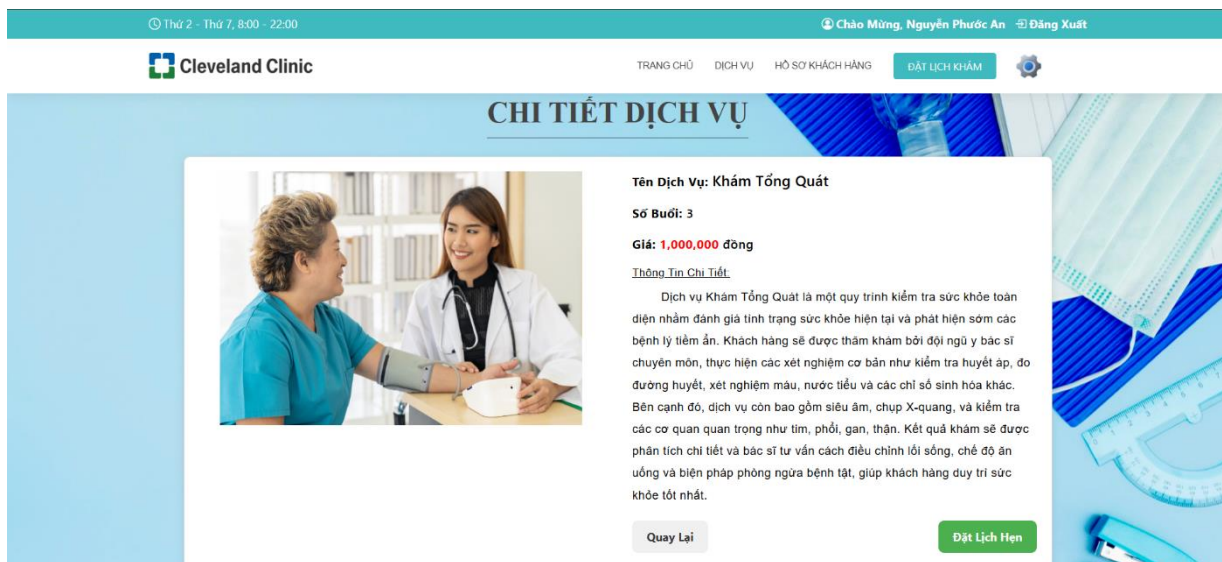 Thứ 2 - Thứ 7, 8:00 - 22:00
Chào Mừng, Nguyễn Phước An Đăng Xuất
Cleveland Clinic
TRANG CHỦ DỊCH VỤ HỒ SƠ KHÁCH HÀNG ĐẶT LỊCH KHÁM
CHI TIẾT DỊCH VỤ
Tên Dịch Vụ: Khám Tổng Quát
Số Buổi: 3
Giá: 1,000,000 đồng
Thông Tin Chi Tiết:
Dịch vụ Khám Tổng Quát là một quy trình kiểm tra sức khỏe toàn
diện nhằm đánh giá tình trạng sức khỏe hiện tại và phát hiện sớm các
bệnh lý tiềm ẩn. Khách hàng sẽ được thăm khám bởi đội ngũ y bác sĩ
chuyên môn, thực hiện các xét nghiệm cơ bản như kiểm tra huyết áp, đo
đường huyết, xét nghiệm máu, nước tiểu và các chỉ số sinh hóa khác.
Bên cạnh đó, dịch vụ còn bao gồm siêu âm, chụp X-quang, và kiểm tra
các cơ quan quan trọng như tim, phổi, gan, thận. Kết quả khám sẽ được
phân tích chi tiết và bác sĩ tư vấn cách điều chỉnh lối sống, chế độ ăn
uống và biện pháp phòng ngừa bệnh tật, giúp khách hàng duy trì sức
khỏe tốt nhất.
Quay Lại
Đặt Lịch Hẹn